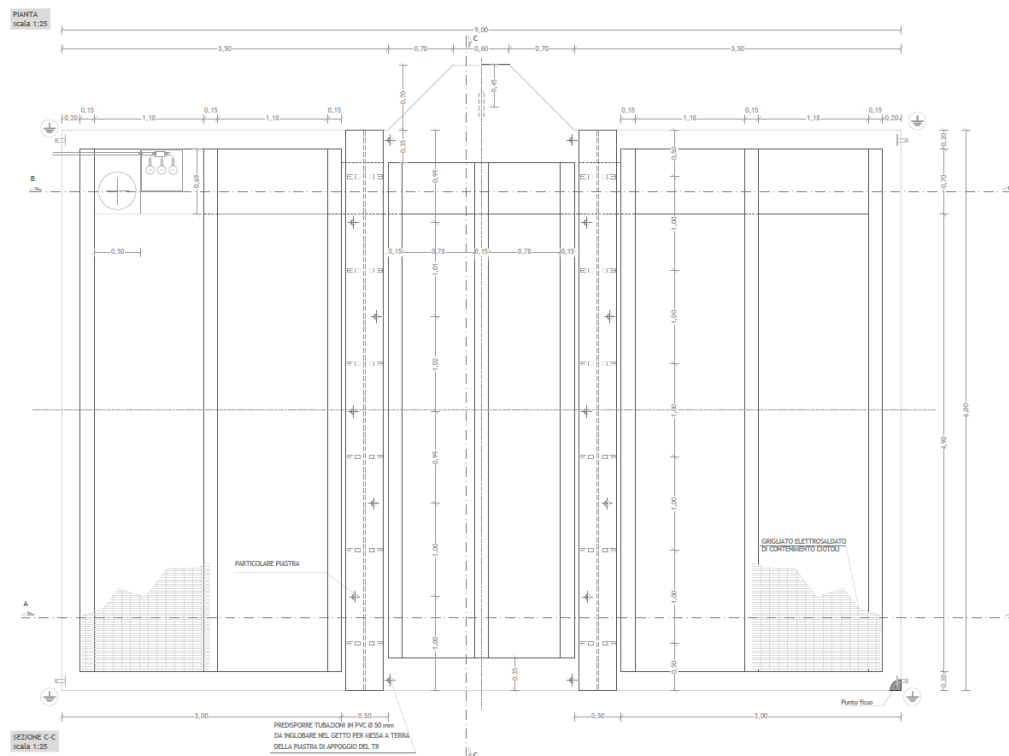 PIANTA
scala 1:25
9,00
C
3,50 0,70 0,60 0,70 3,50
0,45
0,70
0,15 0,15 0,15 0,15 0,15 0,15
0,20 1,18 1,18 1,18 1,18 0,20
0,35 0,50 0,20
B
0,69 0,99 0,70
1,00
0,50 0,15 0,78 0,15 0,78 0,15
1,01
1,00
1,02
1,00 6,00
4,90
0,99
1,00
1,00
GRIGLIATO ELETTROSALDATO
DI CONTENIMENTO CIOTOLI
PARTICOLARE PIASTRA
1,00
A
1,00
0,35 0,50 0,20
Punto fisso
3,00 0,50 0,50 3,00
PREDISPORRE TUBAZIONI IN PVC Ø 50 mm
DA INGLOBARE NEL GETTO PER MESSA A TERRA
DELLA PIASTRA DI APPOGGIO DEL TR
SEZIONE C-C
scala 1:25
C